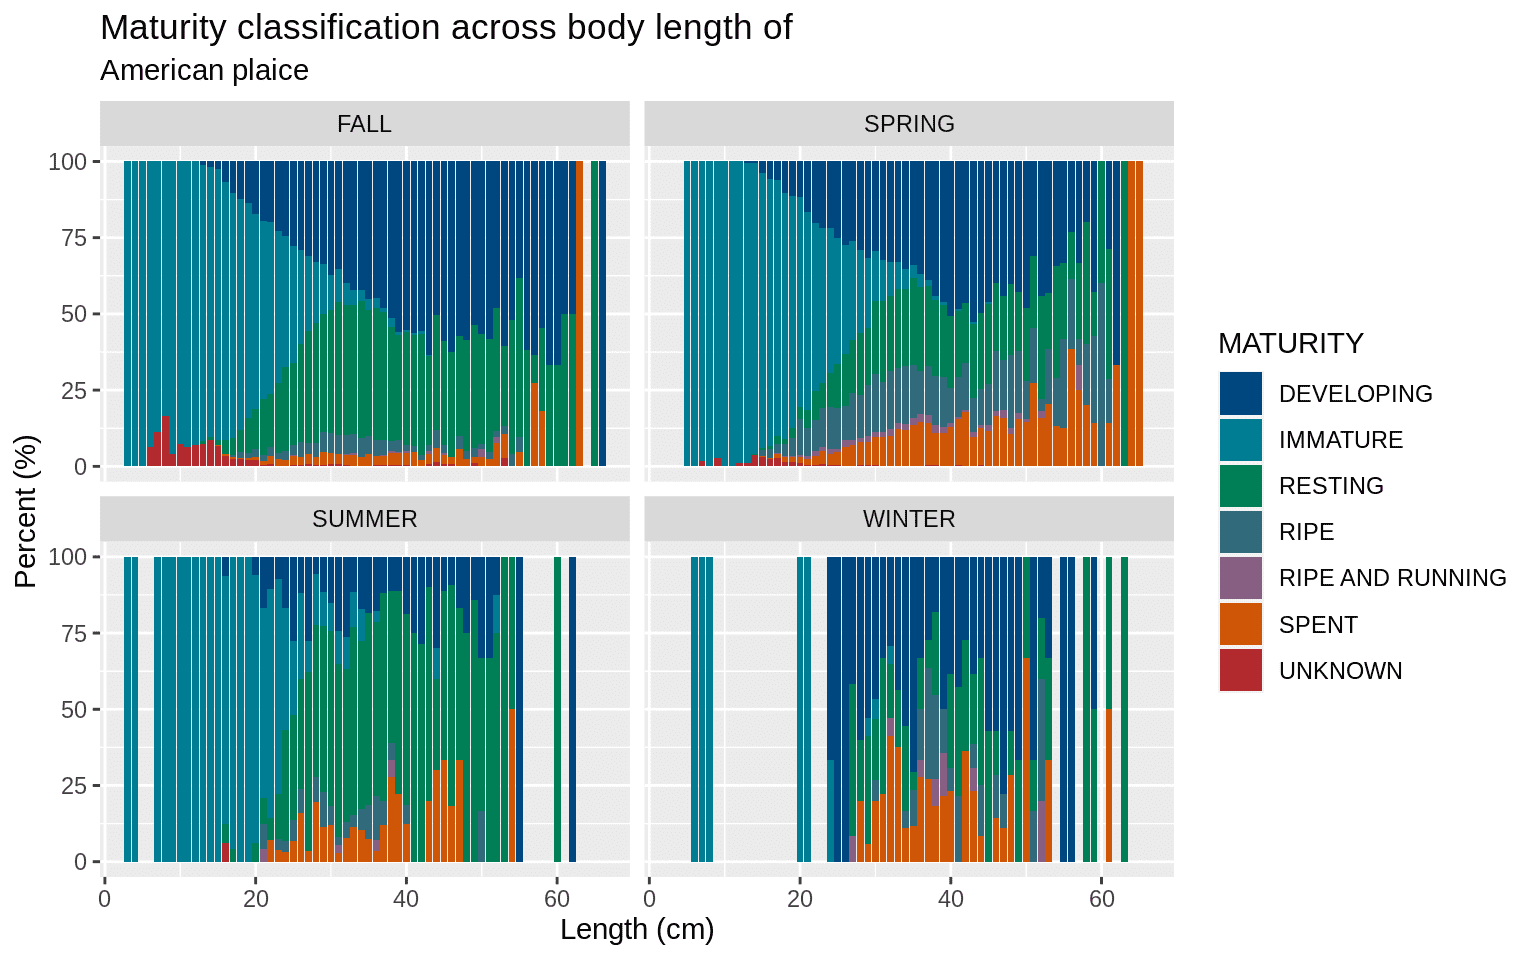 Maturity classification across body length of
American plaice
FALL
SPRING
100
75
50
25
0
SUMMER
WINTER
100
75
50
25
0
0
20
40
60
0
20
40
60
Length (cm)
Percent (%)
MATURITY
DEVELOPING
IMMATURE
RESTING
RIPE
RIPE AND RUNNING
SPENT
UNKNOWN